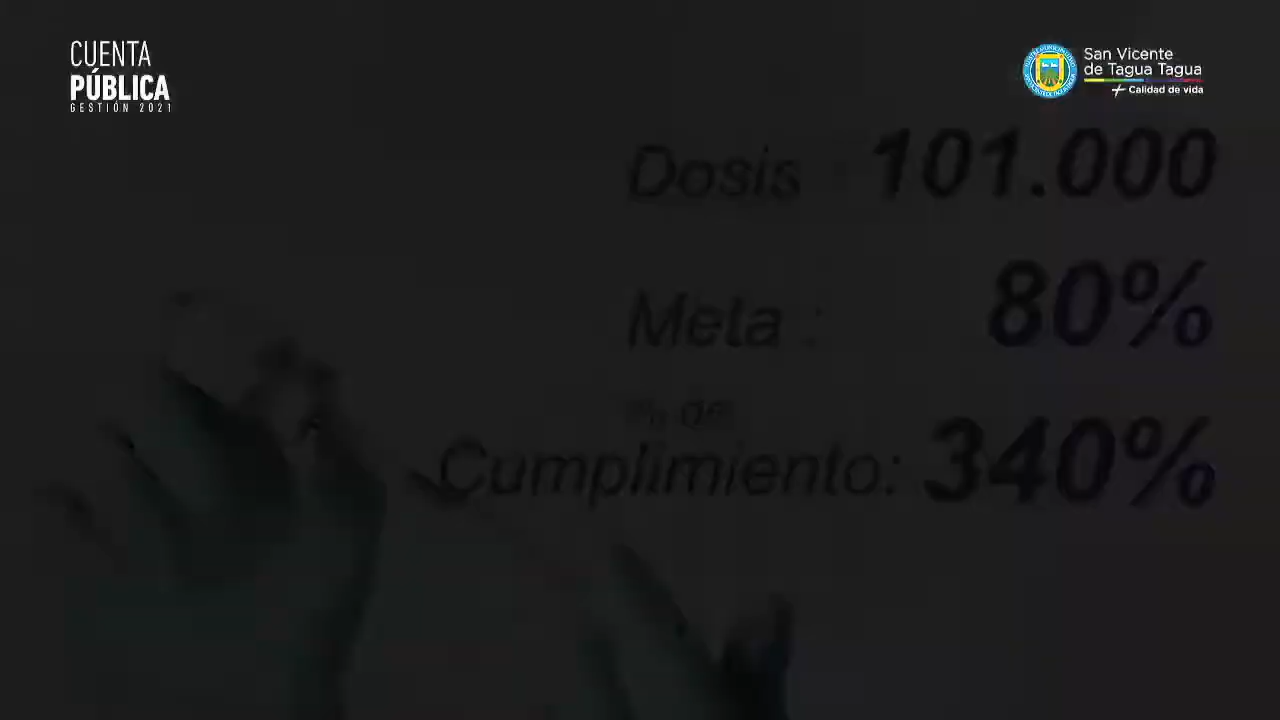 CUENTA
PÚBLICA
GESTIÓN 2021
San Vicente
de Tagua Tagua
+ Calidad de vida
Dosis : 101.000
Meta : 80%
% de
Cumplimiento: 340%